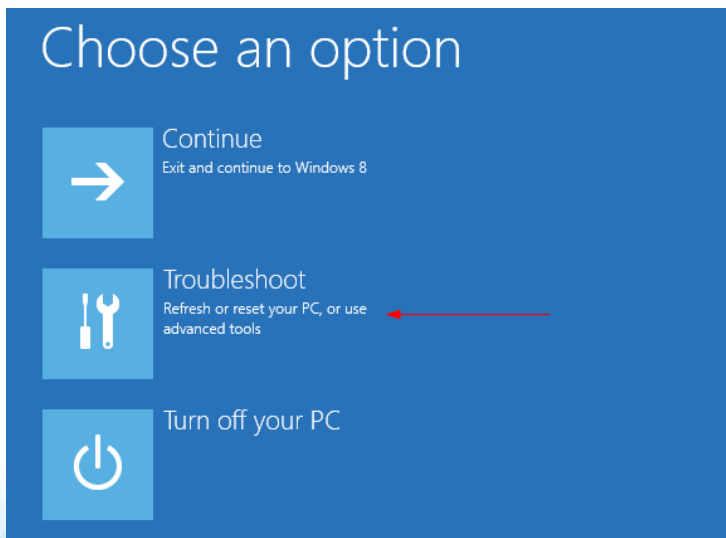 Choose an option
Continue
Exit and continue to Windows 8
Troubleshoot
Refresh or reset your PC, or use
advanced tools
Turn off your PC